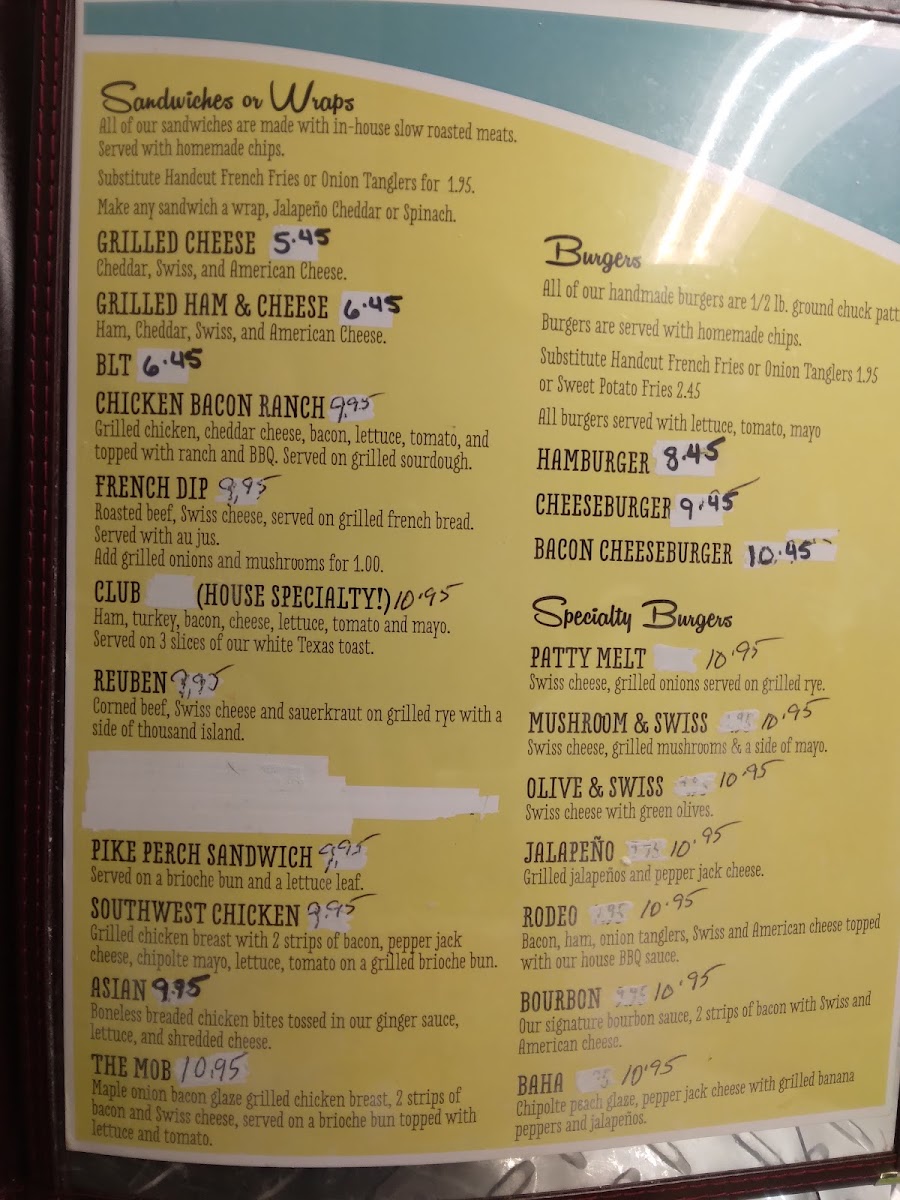 Sandwiches or Wraps
All of our sandwiches are made with in-house slow roasted meats.
Served with homemade chips.
Substitute Handcut French Fries or Onion Tanglers for 1.95.
Make any sandwich a wrap, Jalapeño Cheddar or Spinach.
GRILLED CHEESE 5.45
Cheddar, Swiss, and American Cheese.
GRILLED HAM & CHEESE 6.45
Ham, Cheddar, Swiss, and American Cheese.
BLT 6.45
CHICKEN BACON RANCH 9.95
Grilled chicken, cheddar cheese, bacon, lettuce, tomato, and
topped with ranch and BBQ. Served on grilled sourdough.
FRENCH DIP 9,95
Roasted beef, Swiss cheese, served on grilled french bread.
Served with au jus.
Add grilled onions and mushrooms for 1.00.
CLUB (HOUSE SPECIALTY!) 10.95
Ham, turkey, bacon, cheese, lettuce, tomato and mayo.
Served on 3 slices of our white Texas toast.
REUBEN 9,95
Corned beef, Swiss cheese and sauerkraut on grilled rye with a
side of thousand island.
PIKE PERCH SANDWICH 9,95
Served on a brioche bun and a lettuce leaf.
SOUTHWEST CHICKEN 9.95
Grilled chicken breast with 2 strips of bacon, pepper jack
cheese, chipolte mayo, lettuce, tomato on a grilled brioche bun.
ASIAN 9.95
Boneless breaded chicken bites tossed in our ginger sauce,
lettuce, and shredded cheese.
THE MOB 10.95
Maple onion bacon glaze grilled chicken breast, 2 strips of
bacon and Swiss cheese, served on a brioche bun topped with
lettuce and tomato.
Burgers
All of our handmade burgers are 1/2 lb. ground chuck patt
Burgers are served with homemade chips.
Substitute Handcut French Fries or Onion Tanglers 1.95
or Sweet Potato Fries 2.45
All burgers served with lettuce, tomato, mayo
HAMBURGER 8.45
CHEESEBURGER 9.45
BACON CHEESEBURGER 10.45
Specialty Burgers
PATTY MELT 10.95
Swiss cheese, grilled onions served on grilled rye.
MUSHROOM & SWISS 10.95
Swiss cheese, grilled mushrooms & a side of mayo.
OLIVE & SWISS 10.95
Swiss cheese with green olives.
JALAPEÑO 10.95
Grilled jalapeños and pepper jack cheese.
RODEO 10.95
Bacon, ham, onion tanglers, Swiss and American cheese topped
with our house BBQ sauce.
BOURBON 10.95
Our signature bourbon sauce, 2 strips of bacon with Swiss and
American cheese.
BAHA 10.95
Chipolte peach glaze, pepper jack cheese with grilled banana
peppers and jalapeños.